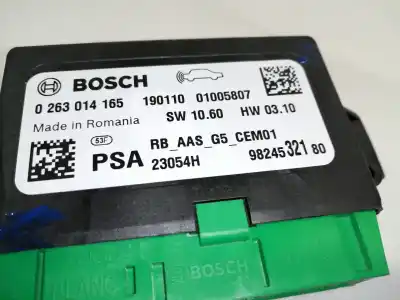 BOSCH
0 263 014 165 190110 01005807
Made in Romania SW 10.60 HW 03.10
53F RB_AAS_G5_CEM01
PSA 23054H 98245 321 80
BLANC BOSCH